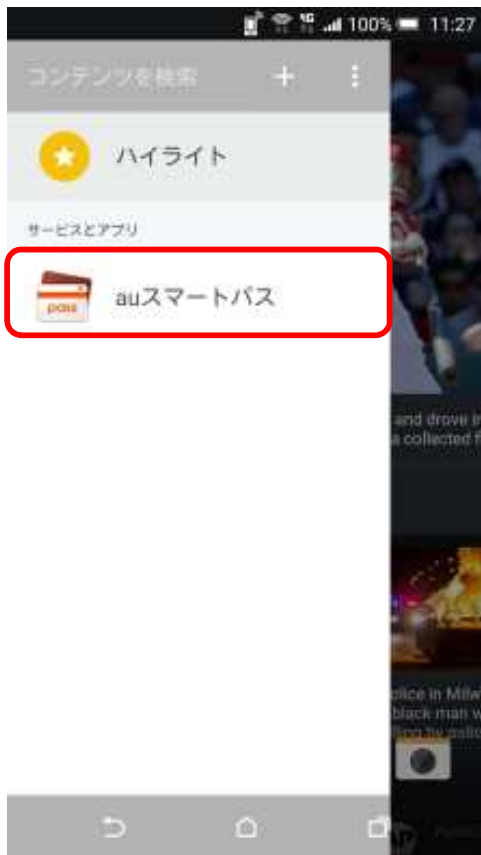 100% 11:27
コンテンツを検索
ハイライト
サービスとアプリ
pass
auスマートパス
and drove
a collected
police in Milw
black man w